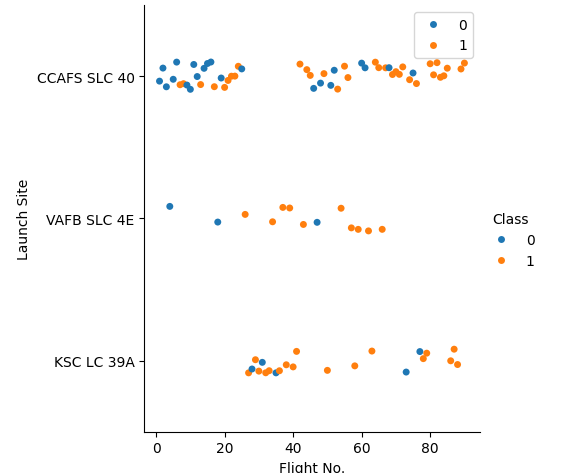 0
1
CCAFS SLC 40
VAFB SLC 4E
KSC LC 39A
Launch Site
Class
0
1
0 20 40 60 80
Flight No.